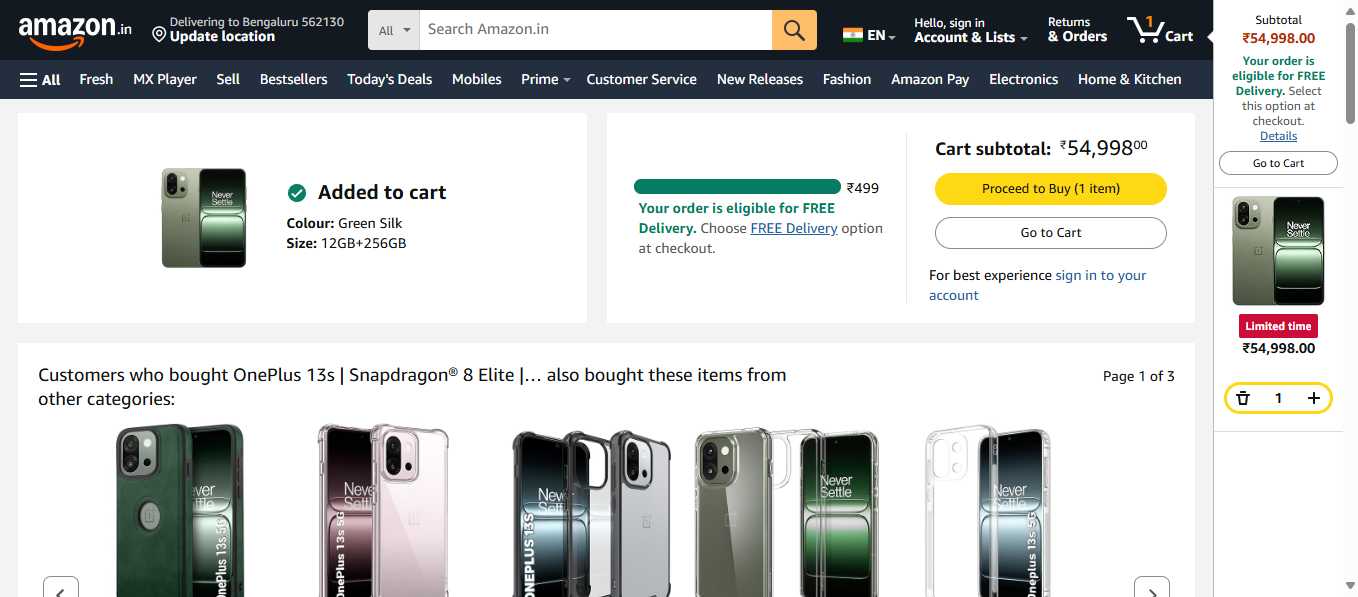 amazon.in
Delivering to Bengaluru 562130
Update location
All
Search Amazon.in
EN
Hello, sign in
Account & Lists
Returns
& Orders
1
Cart
All
Fresh
MX Player
Sell
Bestsellers
Today's Deals
Mobiles
Prime
Customer Service
New Releases
Fashion
Amazon Pay
Electronics
Home & Kitchen
Subtotal
₹54,998.00
Your order is
eligible for FREE
Delivery. Select
this option at
checkout.
Details
Go to Cart
Never
Settle
Limited time
₹54,998.00
1
Never
Settle
Added to cart
Colour: Green Silk
Size: 12GB+256GB
₹499
Your order is eligible for FREE
Delivery. Choose FREE Delivery option
at checkout.
Cart subtotal: ₹54,99800
Proceed to Buy (1 item)
Go to Cart
For best experience sign in to your
account
Customers who bought OnePlus 13s | Snapdragon® 8 Elite |… also bought these items from
other categories:
Page 1 of 3
Never
Settle
OnePlus 13s 5G
Never
Settle
OnePlus 13s 5G
Never
Settle
ONEPLUS 13S
Never
Settle
Never
Settle
OnePlus 13s 5G